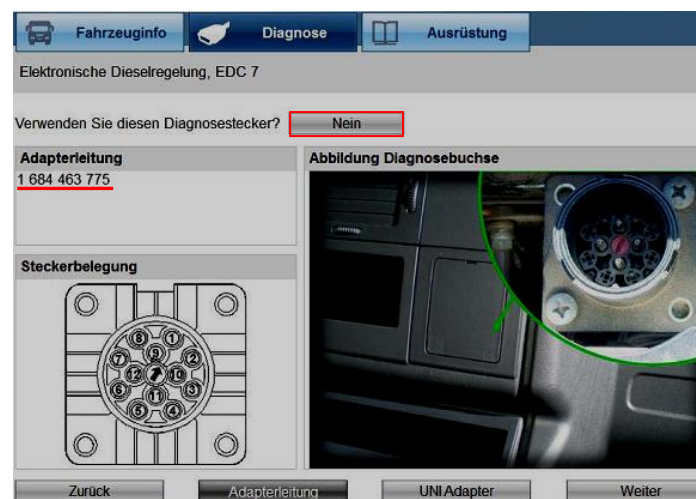 Fahrzeuginfo
Diagnose
Ausrüstung
Elektronische Dieselregelung, EDC 7
Verwenden Sie diesen Diagnosestecker?
Nein
Adapterleitung
1 684 463 775
Abbildung Diagnosebuchse
Steckerbelegung
8 1
7 9 2
12 10
6 11 3
5 4
Zurück
Adapterleitung
UNI Adapter
Weiter